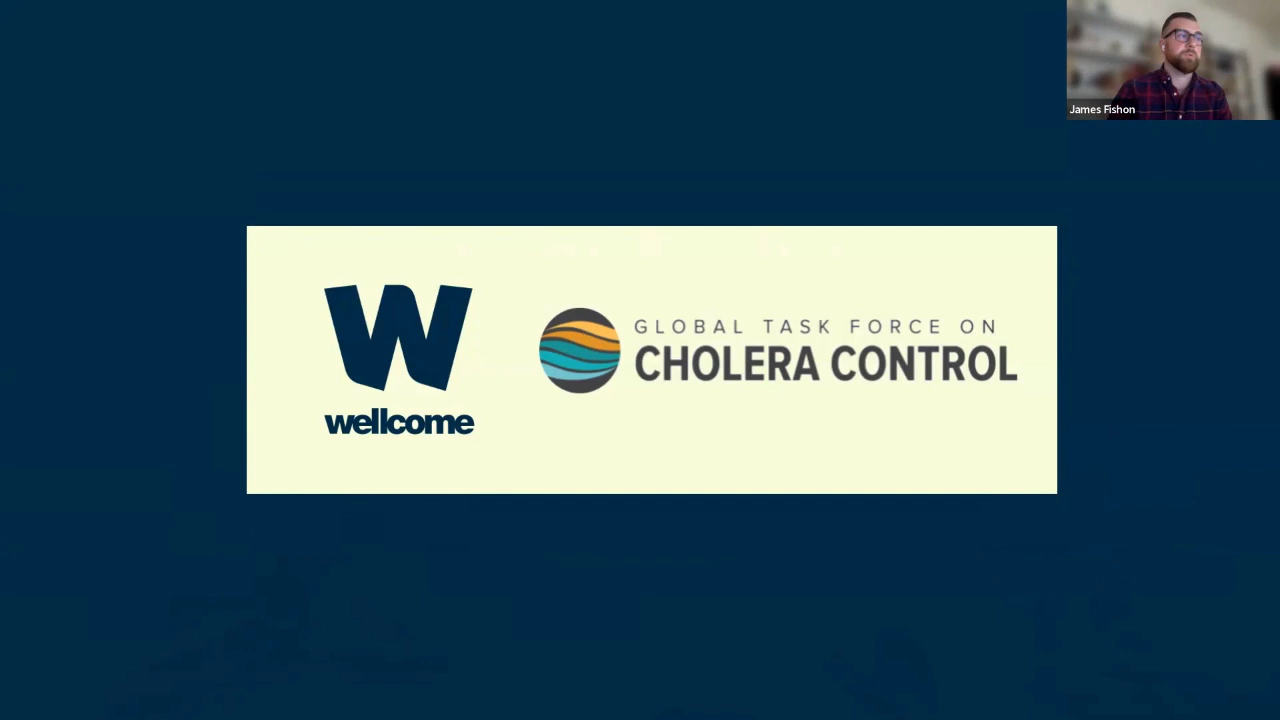 James Fishon
W
wellcome
GLOBAL TASK FORCE ON
CHOLERA CONTROL